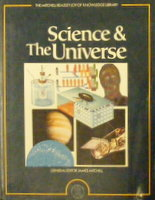 THE MITCHELL BEAZLEY JOY OF KNOWLEDGE LIBRARY
Science &
The Universe
GENERAL EDITOR JAMES MITCHELL